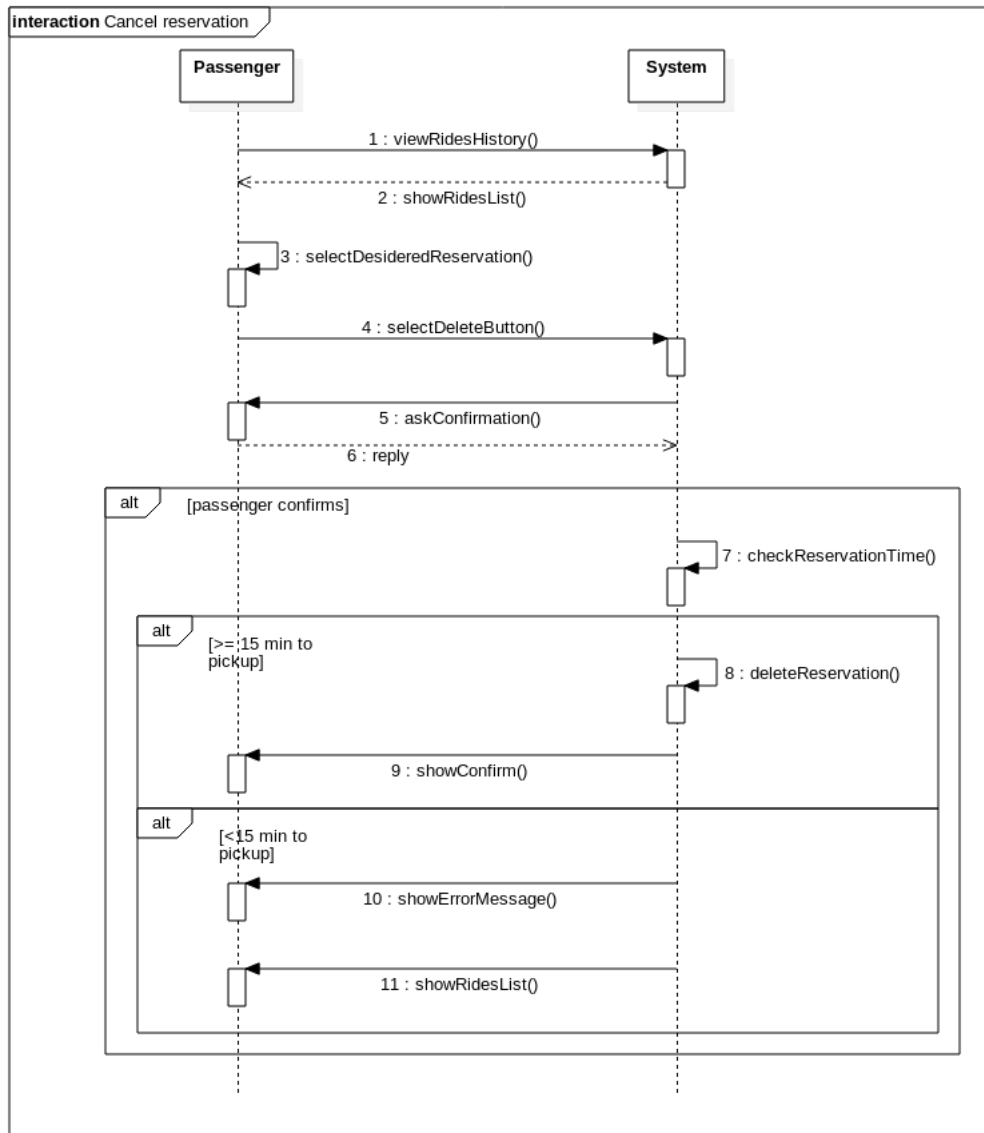 interaction Cancel reservation
Passenger
System
1 : viewRidesHistory()
2 : showRidesList()
3 : selectDesideredReservation()
4 : selectDeleteButton()
5 : askConfirmation()
6 : reply
alt
[passenger confirms]
7 : checkReservationTime()
alt
[>= 15 min to
pickup]
8 : deleteReservation()
9 : showConfirm()
alt
[<15 min to
pickup]
10 : showErrorMessage()
11 : showRidesList()